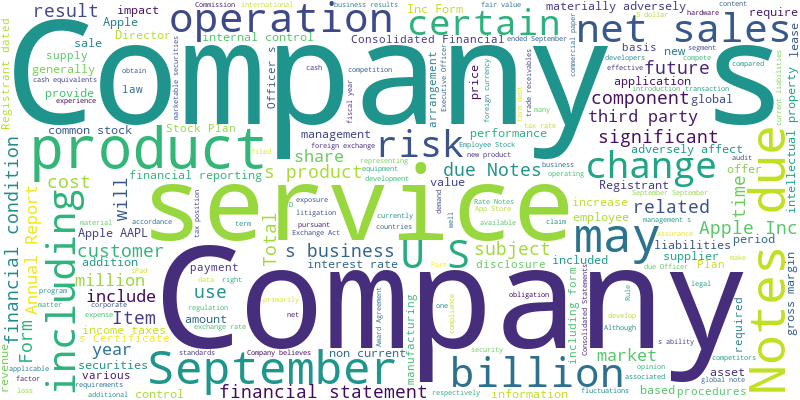 Registrant dated
result
impact
Apple
Director
supply
generally
provide
law
sale
operation
internal control
Officer s
Commission
international
Inc Form
Consolidated Financial
certain
business results
fair value
ended September
materially adversely
net sales
require
hardware
content
lease
basis
new
segment
developers
compete
effective
compared
future
application
component
global
introduction
transaction
third party
significant
adversely affect
Company s
Company
marketable securities
cash equivalents
experience
obtain
cash
competition
fiscal year
arrangement
Executive Officer
foreign currency
price
term debt
trade receivables
many
tax rate
commercial paper
current liabilities
intellectual property
common stock
Stock Plan
management
foreign exchange
performance
Employee Stock
representing
equipment
development
new product
business
operating
product
risk
change
due
Notes
financial reporting
share
s product
due Notes
value
Registrant
September September
audit
offer
cost
will
including
service
may
related
time
increase
employee
Rate Notes
App Store
available
claim
demand
well
currently
countries
D
exposure
litigation
pursuant
Exchange Act
filed
tax position
term
accordance
material
management s
assurance
make
Apple AAPL
customer
addition
million
financial condition
Annual Report
Form
Total
s business
U S
subject
disclosure
interest rate
included
liabilities
supplier
Apple Inc
period
Plan
gross margin
payment
data
right
use
include
amount
iPad
program
matter
corporate
expense
Item
income taxes
s Certificate
year
securities
various
revenue
applicable
factor
loss
standards
requirements
additional
control
regulation
exchange rate
primarily
net
Company believes
September
non current
financial statement
Award Agreement
manufacturing
one
compliance
Part
obligation
security
respectively
billion
information
including form
Consolidated Statements
Although
develop
Rule
due Officer
legal
s ability
market
required
asset
competitors
opinion
associated
fluctuations
based
procedures
global note